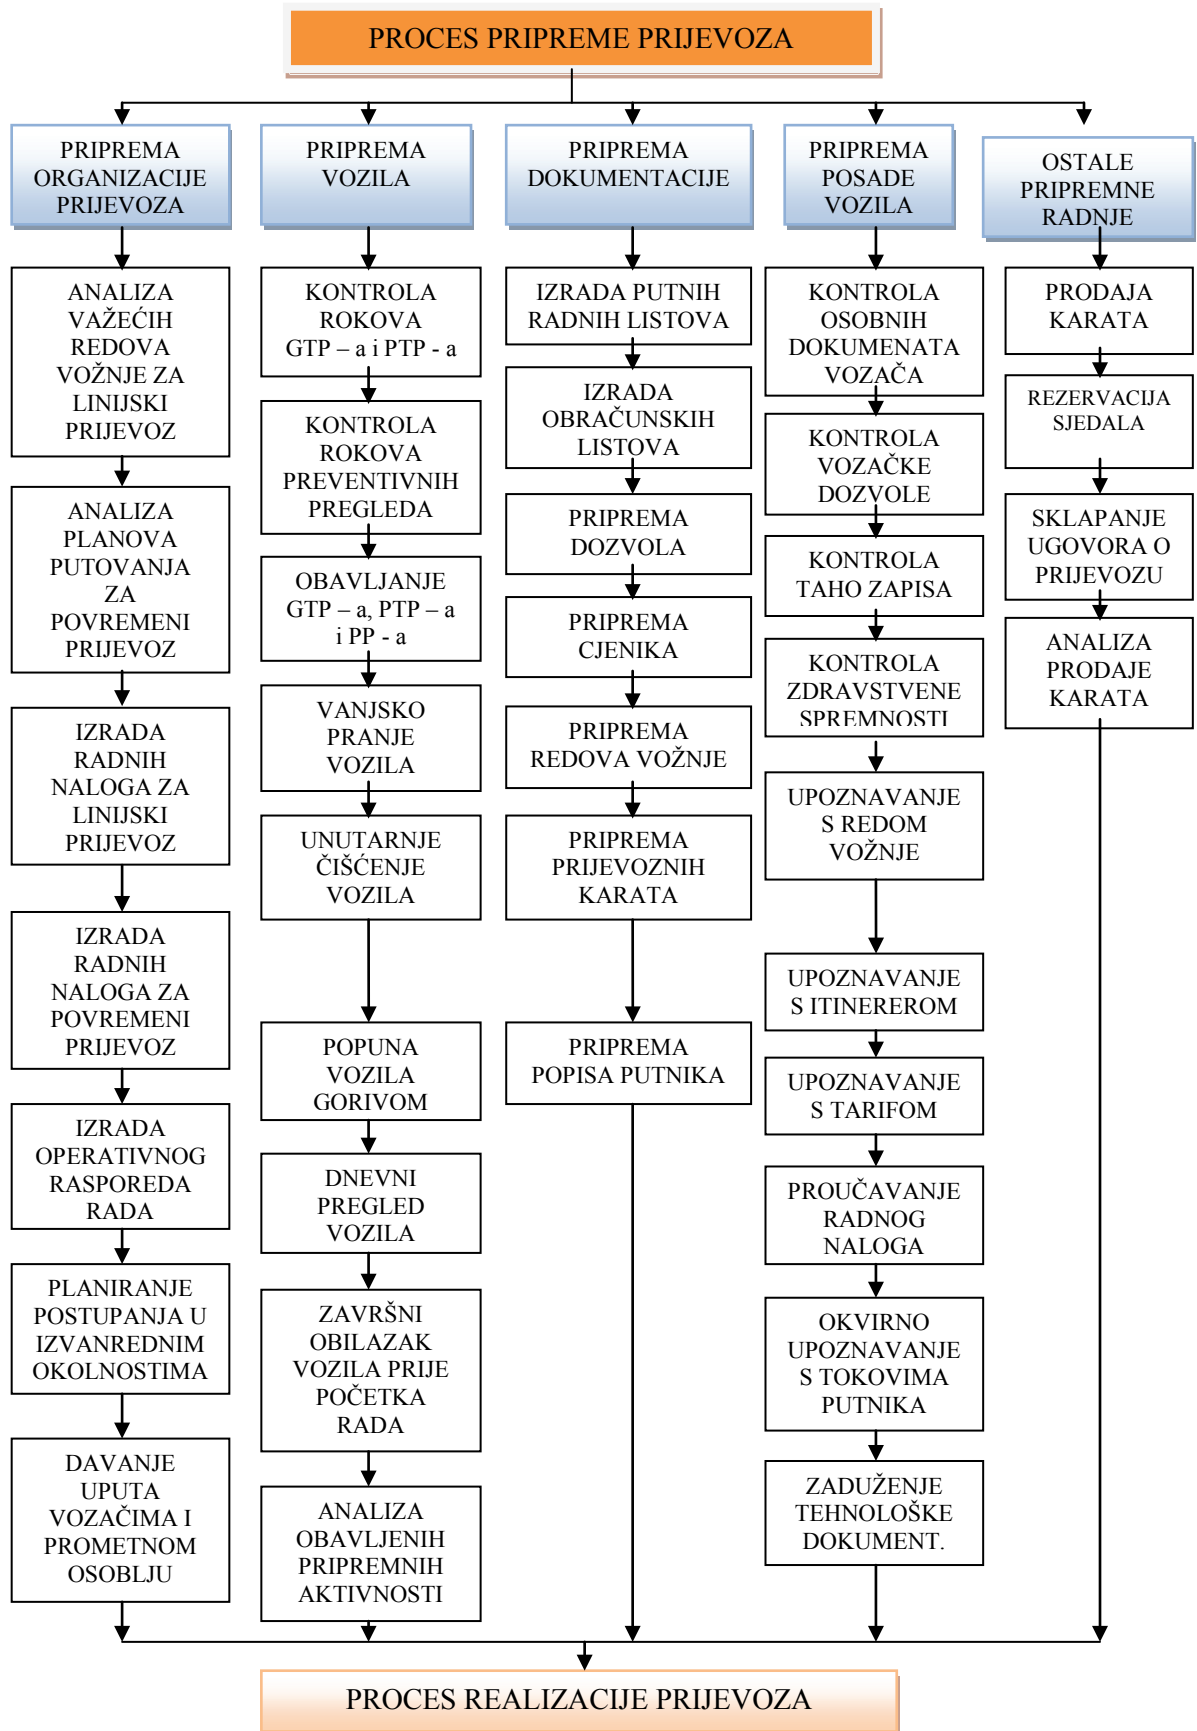 PROCES PRIPREME PRIJEVOZA
PRIPREMA
ORGANIZACIJE
PRIJEVOZA
ANALIZA
VAŽEĆIH
REDOVA
VOŽNJE ZA
LINIJSKI
PRIJEVOZ
ANALIZA
PLANOVA
PUTOVANJA
ZA
POVREMENI
PRIJEVOZ
IZRADA
RADNIH
NALOGA ZA
LINIJSKI
PRIJEVOZ
IZRADA
RADNIH
NALOGA ZA
POVREMENI
PRIJEVOZ
IZRADA
OPERATIVNOG
RASPOREDA
RADA
PLANIRANJE
POSTUPANJA U
IZVANREDNIM
OKOLNOSTIMA
DAVANJE
UPUTA
VOZAČIMA I
PROMETNOM
OSOBLJU
PRIPREMA
VOZILA
KONTROLA
ROKOVA
GTP – a i PTP - a
KONTROLA
ROKOVA
PREVENTIVNIH
PREGLEDA
OBAVLJANJE
GTP – a, PTP – a
i PP - a
VANJSKO
PRANJE
VOZILA
UNUTARNJE
ČIŠĆENJE
VOZILA
POPUNA
VOZILA
GORIVOM
DNEVNI
PREGLED
VOZILA
ZAVRŠNI
OBILAZAK
VOZILA PRIJE
POČETKA
RADA
ANALIZA
OBAVLJENIH
PRIPREMNIH
AKTIVNOSTI
PRIPREMA
DOKUMENTACIJE
IZRADA PUTNIH
RADNIH LISTOVA
IZRADA
OBRAČUNSKIH
LISTOVA
PRIPREMA
DOZVOLA
PRIPREMA
CJENIKA
PRIPREMA
REDOVA VOŽNJE
PRIPREMA
PRIJEVOZNIH
KARATA
PRIPREMA
POPISA PUTNIKA
PRIPREMA
POSADE
VOZILA
KONTROLA
OSOBNIH
DOKUMENATA
VOZAČA
KONTROLA
VOZAČKE
DOZVOLE
KONTROLA
TAHO ZAPISA
KONTROLA
ZDRAVSTVENE
SPREMNOSTI
UPOZNAVANJE
S REDOM
VOŽNJE
UPOZNAVANJE
S ITINEREROM
UPOZNAVANJE
S TARIFOM
PROUČAVANJE
RADNOG
NALOGA
OKVIRNO
UPOZNAVANJE
S TOKOVIMA
PUTNIKA
ZADUŽENJE
TEHNOLOŠKE
DOKUMENT.
OSTALE
PRIPREMNE
RADNJE
PRODAJA
KARATA
REZERVACIJA
SJEDALA
SKLAPANJE
UGOVORA O
PRIJEVOZU
ANALIZA
PRODAJE
KARATA
PROCES REALIZACIJE PRIJEVOZA